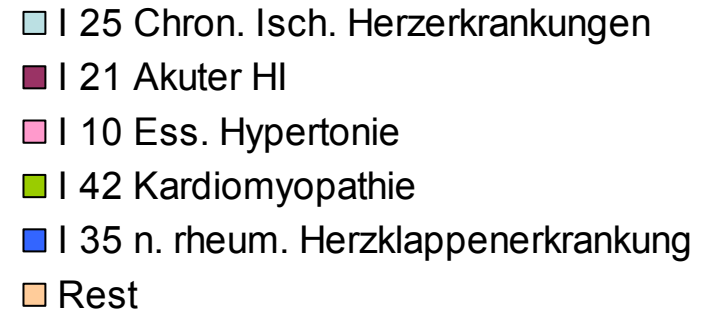 I 25 Chron. Isch. Herzerkrankungen
I 21 Akuter HI
I 10 Ess. Hypertonie
I 42 Kardiomyopathie
I 35 n. rheum. Herzklappenerkrankung
Rest